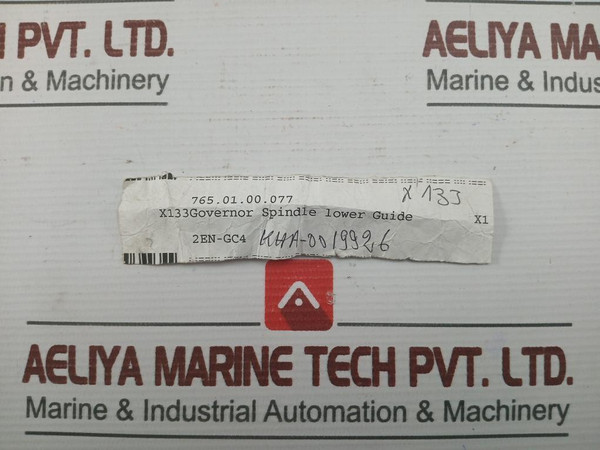 PVT. LTD.
n & Machinery
AELIYA MA
Marine & Indus
765.01.00.077
X 133
X133Governor Spindle lower Guide
X1
2EN-GC4 KHA-0019926
AELIYA MARINE TECH PVT. LTD.
Marine & Industrial Automation & Machinery